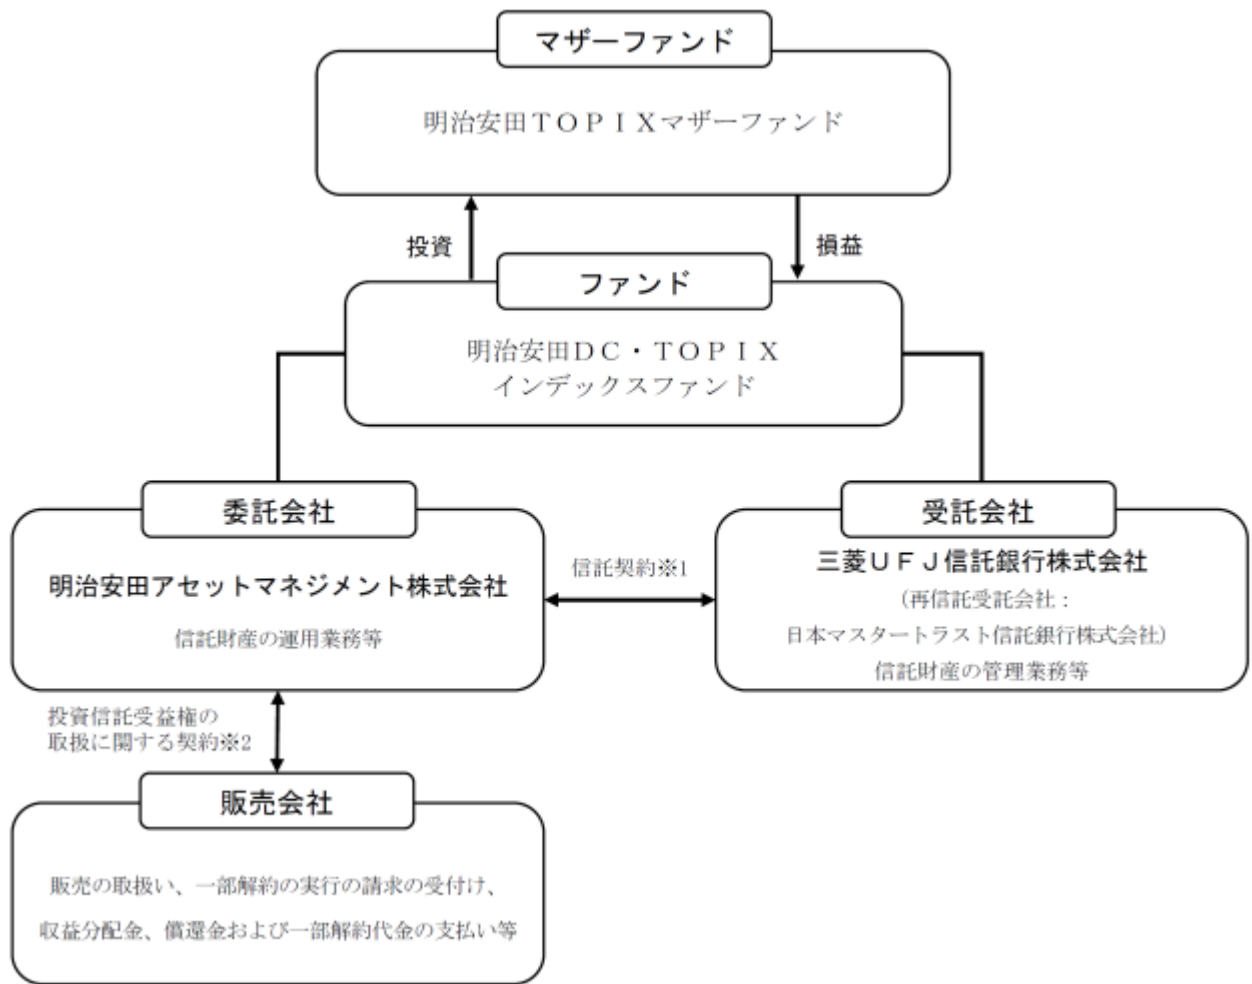 マザーファンド
明治安田ＴＯＰＩＸマザーファンド
投資
損益
ファンド
明治安田ＤＣ・ＴＯＰＩＸ
インデックスファンド
委託会社
明治安田アセットマネジメント株式会社
信託財産の運用業務等
信託契約※1
受託会社
三菱ＵＦＪ信託銀行株式会社
（再信託受託会社：
日本マスタートラスト信託銀行株式会社）
信託財産の管理業務等
投資信託受益権の
取扱に関する契約※2
販売会社
販売の取扱い、一部解約の実行の請求の受付け、
収益分配金、償還金および一部解約代金の支払い等